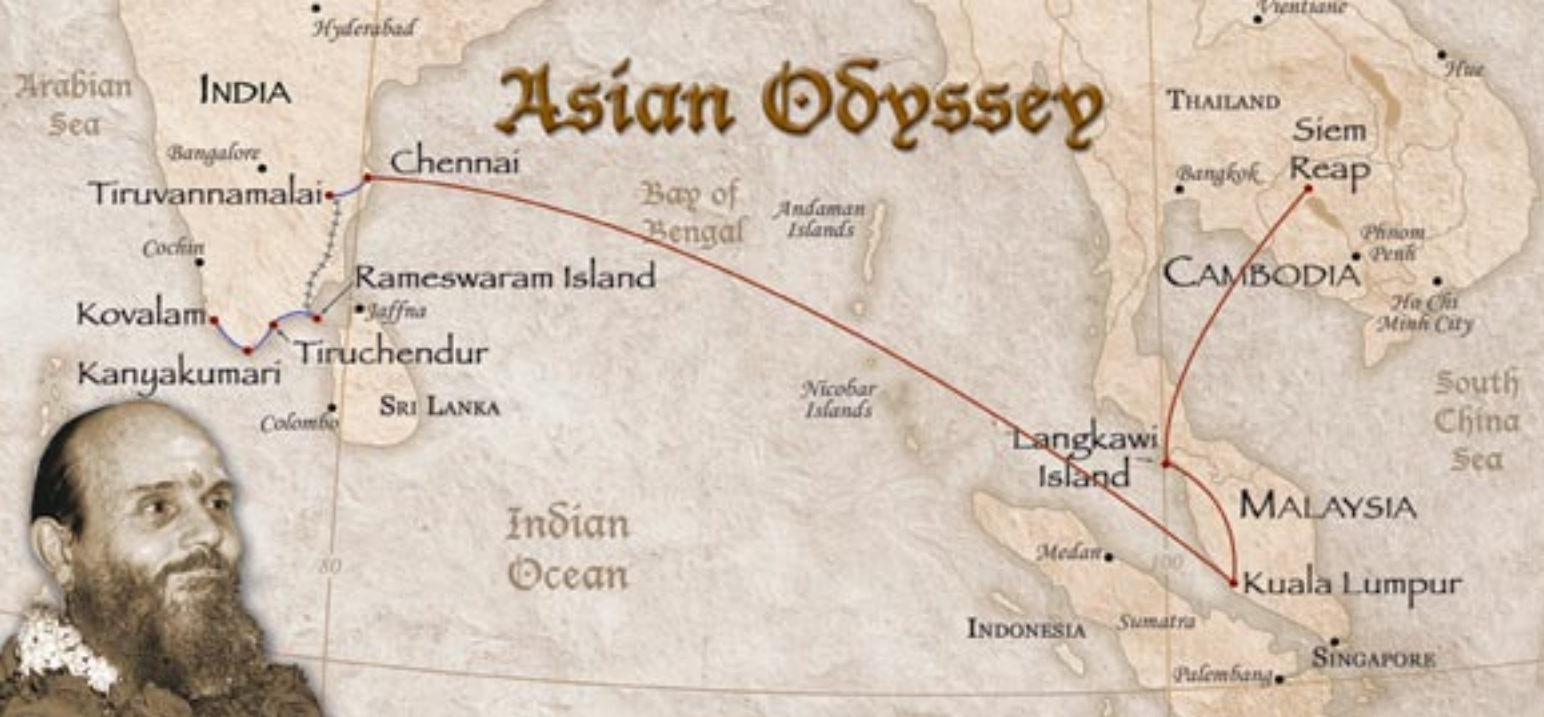 Hyderabad
Vientiane
Arabian
Sea
INDIA
Asian Odyssey
Hue
THAILAND
Siem
Reap
Bangalore
Chennai
Tiruvannamalai
Bay of
Bengal
Andaman
Islands
Bangkok
Phnom
Penh
Cochin
Rameswaram Island
CAMBODIA
Kovalam
Jaffna
Ho Chi
Minh City
Tiruchendur
Kanyakumari
Nicobar
Islands
South
China
Sea
Colombo
SRI LANKA
Langkawi
Island
MALAYSIA
Indian
Ocean
Medan
80
100
Kuala Lumpur
INDONESIA
Sumatra
SINGAPORE
Palembang